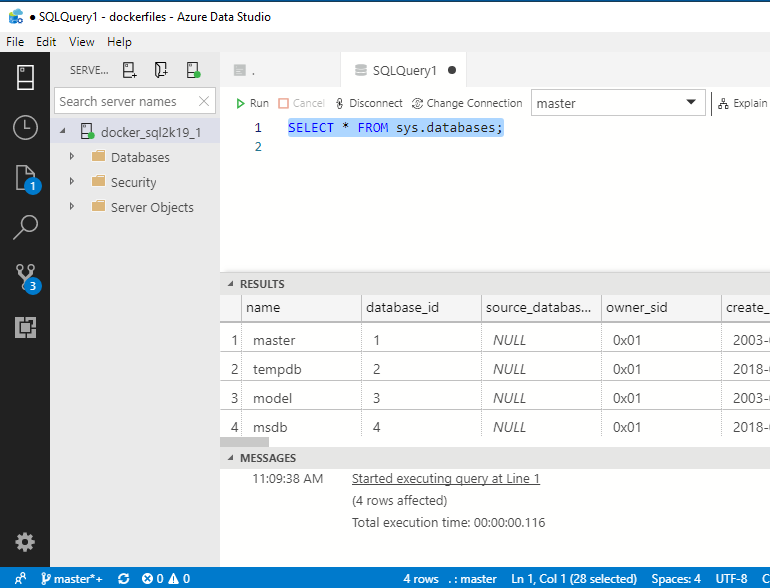 ● SQLQuery1 - dockerfiles - Azure Data Studio
File Edit View Help
SERVE...
.
SQLQuery1 ●
Search server names
Run Cancel Disconnect Change Connection master Explain
docker_sql2k19_1
Databases
Security
Server Objects
1
3
1 SELECT * FROM sys.databases;
2
RESULTS
name database_id source_databas... owner_sid create_
1 master 1 NULL 0x01 2003-
2 tempdb 2 NULL 0x01 2018-
3 model 3 NULL 0x01 2003-
4 msdb 4 NULL 0x01 2018-
MESSAGES
11:09:38 AM Started executing query at Line 1
(4 rows affected)
Total execution time: 00:00:00.116
master*+ 0 0 4 rows . : master Ln 1, Col 1 (28 selected) Spaces: 4 UTF-8 C